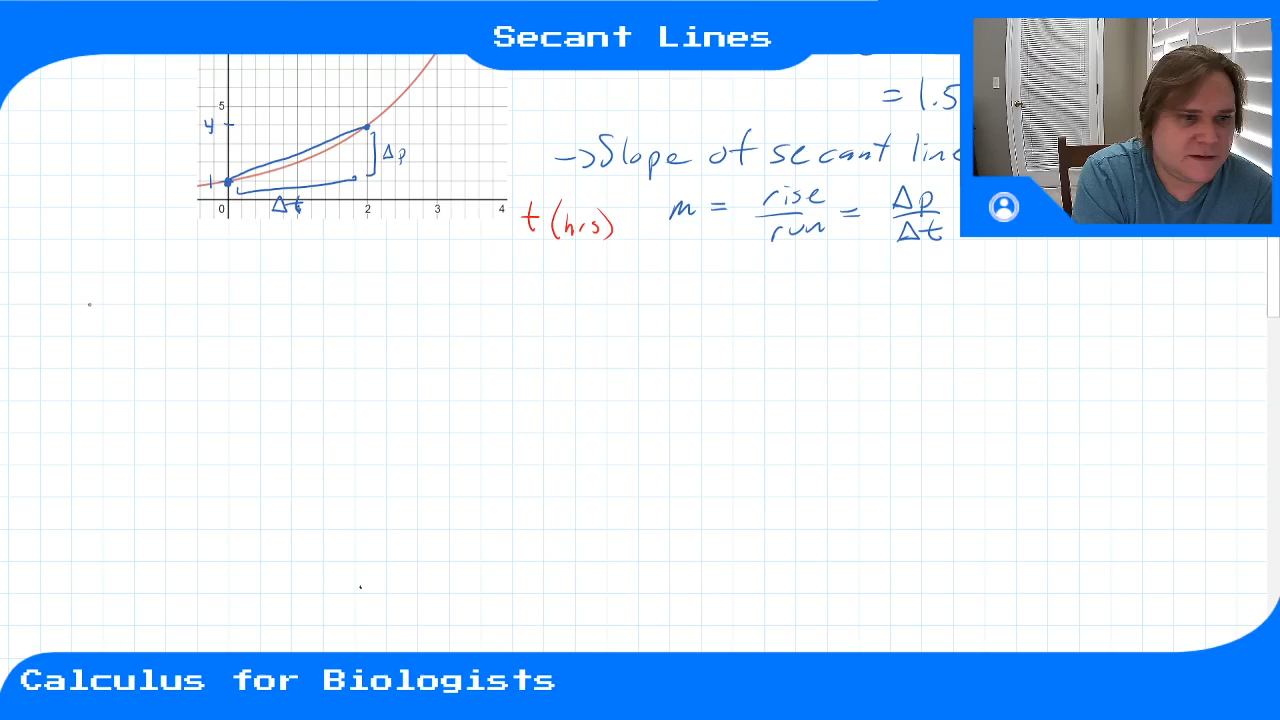 Secant Lines
= 1.5
5
4
Δp
→ Slope of secant line
1
m = rise/run = Δp/Δt
0
Δt
2
3
4
t (hrs)
Calculus for Biologists